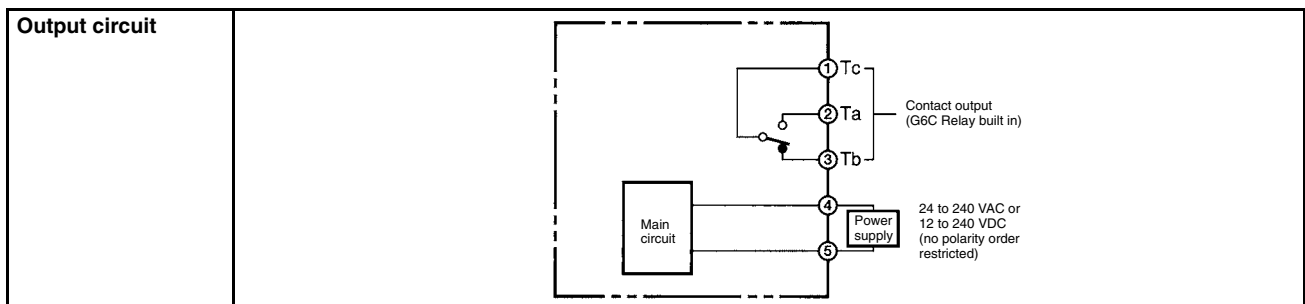 Output circuit
1 Tc
2 Ta
3 Tb
Contact output
(G6C Relay built in)
Main
circuit
4
5
Power
supply
24 to 240 VAC or
12 to 240 VDC
(no polarity order
restricted)